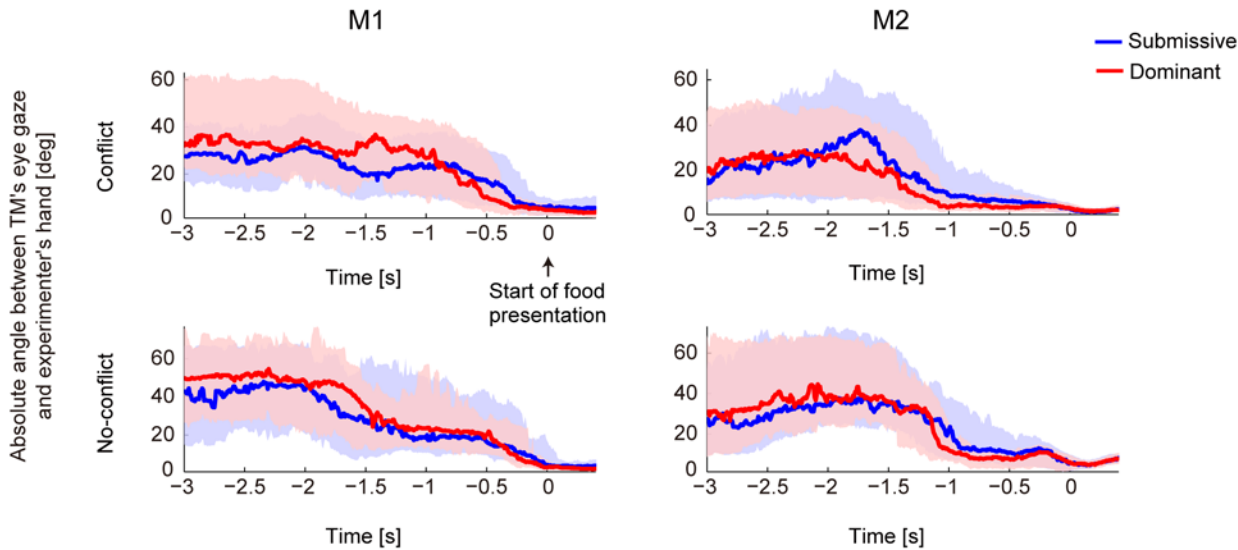 M1
M2
Submissive
Dominant
Absolute angle between TM's eye gaze
and experimenter's hand [deg]
Conflict
60
40
20
0
−3 −2.5 −2 −1.5 −1 −0.5 0
Time [s]
Start of food
presentation
60
40
20
0
−3 −2.5 −2 −1.5 −1 −0.5 0
Time [s]
No-conflict
60
40
20
0
−3 −2.5 −2 −1.5 −1 −0.5 0
Time [s]
60
40
20
0
−3 −2.5 −2 −1.5 −1 −0.5 0
Time [s]